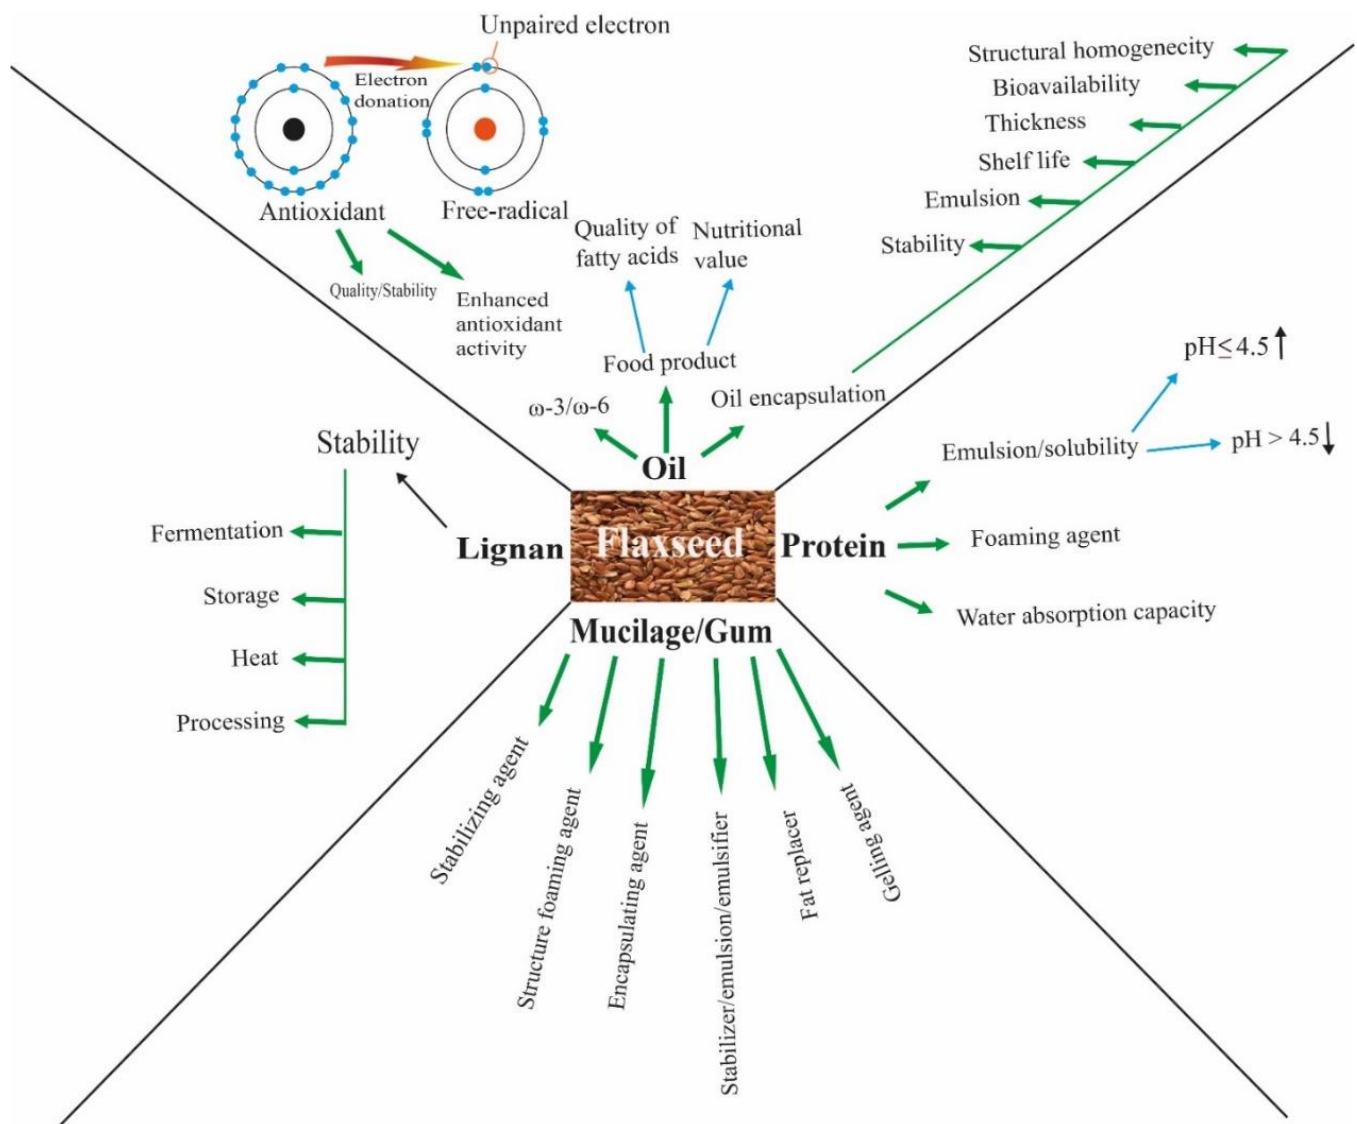 Unpaired electron
Electron
donation
Antioxidant
Free-radical
Quality/Stability
Enhanced
antioxidant
activity
Quality of
fatty acids
Nutritional
value
Food product
ω-3/ω-6
Oil encapsulation
Oil
Structural homogenecity
Bioavailability
Thickness
Shelf life
Emulsion
Stability
pH≤4.5↑
pH > 4.5↓
Emulsion/solubility
Foaming agent
Water absorption capacity
Protein
Flaxseed
Lignan
Stability
Fermentation
Storage
Heat
Processing
Mucilage/Gum
Stabilizing agent
Structure foaming agent
Encapsulating agent
Stabilizer/emulsion/emulsifier
Fat replacer
Gelling agent